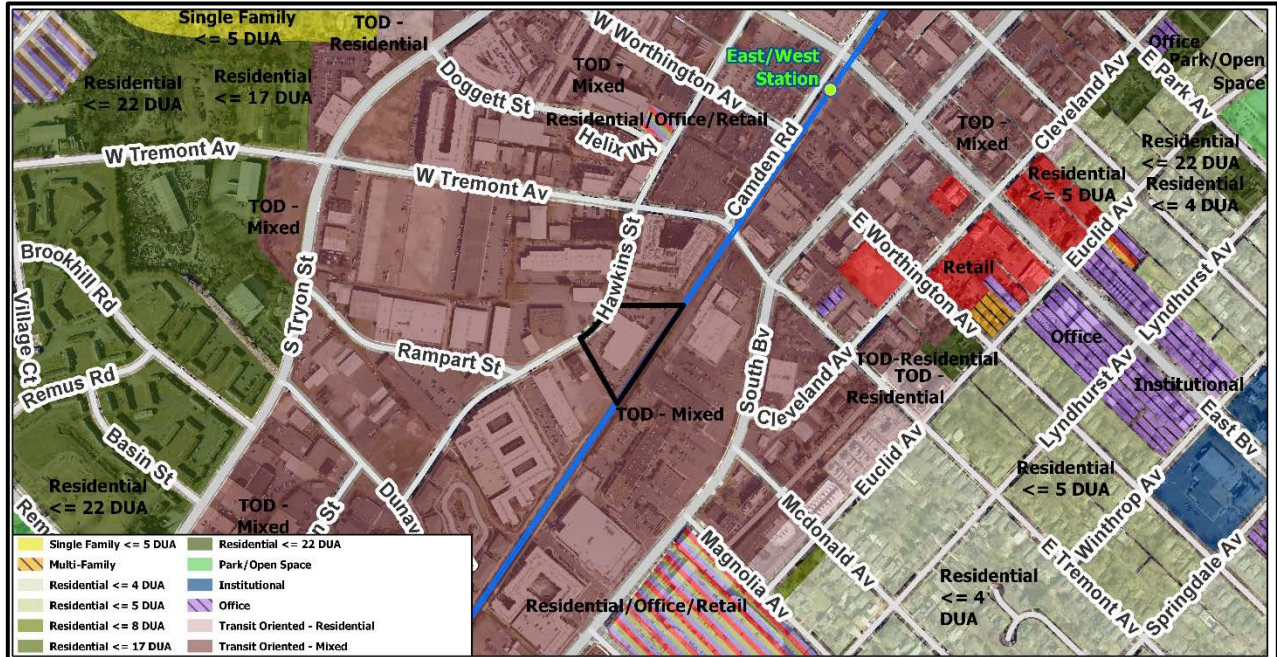 Single Family
<= 5 DUA
TOD -
Residential
Residential
<= 22 DUA
Residential
<= 17 DUA
W Worthington Av
TOD -
Mixed
Doggett St
Residential/Office/Retail
Helix Wy
East/West
Station
Camden Rd
Office
Park/Open
Space
E Park Av
Cleveland Av
TOD -
Mixed
Residential
<= 22 DUA
Residential
<= 4 DUA
Residential
<= 5 DUA
W Tremont Av
W Tremont Av
TOD -
Mixed
Hawkins St
E Worthington Av
Retail
Euclid Av
Lyndhurst Av
Brookhill Rd
Village Ct
S Tryon St
Rampart St
Remus Rd
Basin St
TOD - Mixed
South Bv
Cleveland Av
TOD-Residential
TOD -
Residential
Office
Institutional
East Bv
Lyndhurst Av
Euclid Av
Residential
<= 5 DUA
Winthrop Av
Residential
<= 22 DUA
TOD -
Mixed
Dunav
n St
Rem
Mcdonald Av
Magnolia Av
E Tremont Av
Springdale Av
Residential
<= 4
DUA
Residential/Office/Retail
Single Family <= 5 DUA
Multi-Family
Residential <= 4 DUA
Residential <= 5 DUA
Residential <= 8 DUA
Residential <= 17 DUA
Residential <= 22 DUA
Park/Open Space
Institutional
Office
Transit Oriented - Residential
Transit Oriented - Mixed